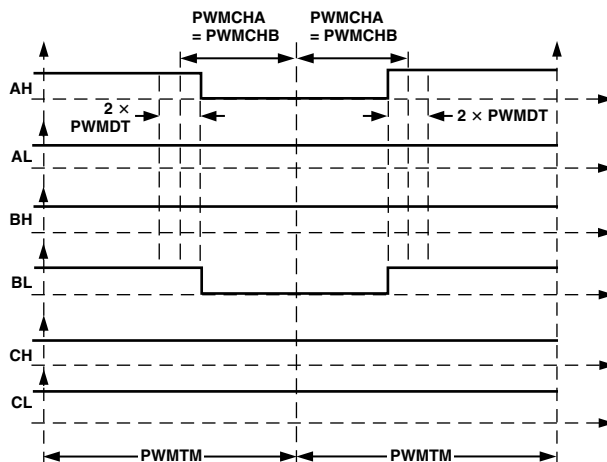 PWMCHA
= PWMCHB
PWMCHA
= PWMCHB
AH
2 ×
PWMDT
2 × PWMDT
AL
BH
BL
CH
CL
PWMTM
PWMTM